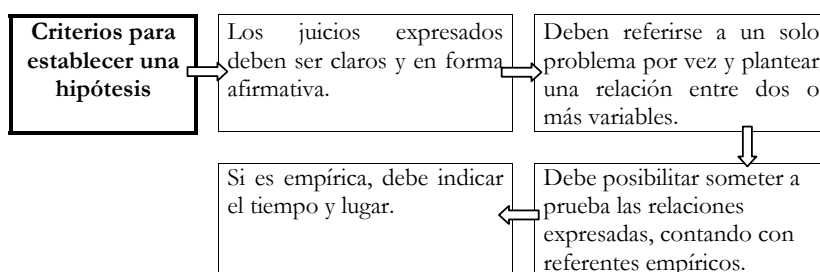 Criterios para
establecer una
hipótesis
Los juicios expresados
deben ser claros y en forma
afirmativa.
Deben referirse a un solo
problema por vez y plantear
una relación entre dos o
más variables.
Debe posibilitar someter a
prueba las relaciones
expresadas, contando con
referentes empíricos.
Si es empírica, debe indicar
el tiempo y lugar.